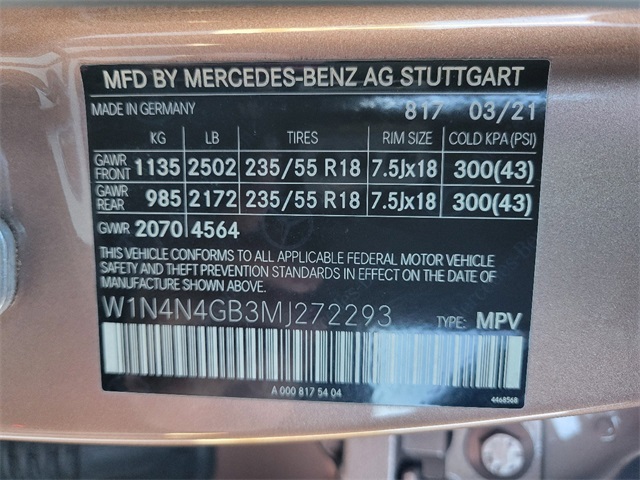 MFD BY MERCEDES-BENZ AG STUTTGART
MADE IN GERMANY 817 03/21
KG LB TIRES RIM SIZE COLD KPA (PSI)
GAWR FRONT 1135 2502 235/55 R18 7.5Jx18 300(43)
GAWR REAR 985 2172 235/55 R18 7.5Jx18 300(43)
GVWR 2070 4564
THIS VEHICLE CONFORMS TO ALL APPLICABLE FEDERAL MOTOR VEHICLE
SAFETY AND THEFT PREVENTION STANDARDS IN EFFECT ON THE DATE
OF MANUFACTURE SHOWN ABOVE.
W1N4N4GB3MJ272293 TYPE: MPV
A 000 817 54 04
4468568